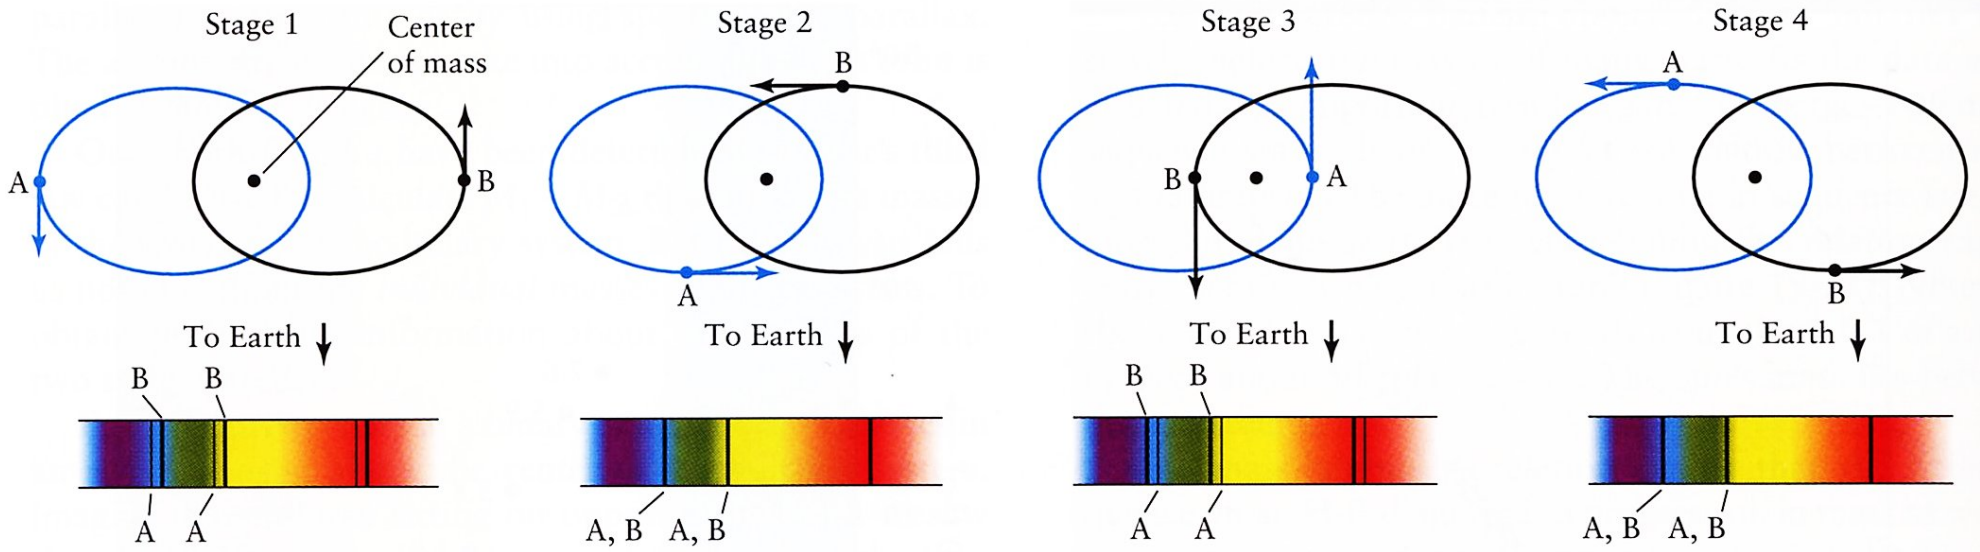 Stage 1
Center
of mass
A
B
To Earth
B
B
A
A
Stage 2
B
A
To Earth
A, B
A, B
Stage 3
B
A
To Earth
B
B
A
A
Stage 4
A
B
To Earth
A, B
A, B